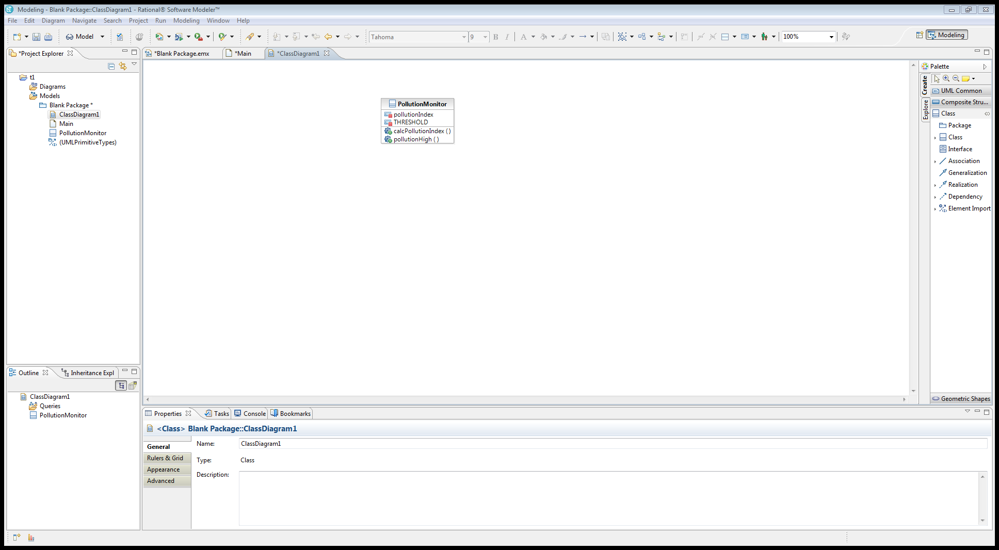 Modeling - Blank Package::ClassDiagram1 - Rational® Software Modeler™
File Edit Diagram Navigate Search Project Run Modeling Window Help
Model Tahoma 9 B I A 100% Modeling
*Project Explorer
t1
Diagrams
Models
Blank Package *
ClassDiagram1
Main
PollutionMonitor
(UMLPrimitiveTypes)
*Blank Package.emx *Main *ClassDiagram1
PollutionMonitor
pollutionIndex
THRESHOLD
calcPollutionIndex ( )
pollutionHigh ( )
Palette
Create
Explore
UML Common
Composite Stru...
Class
Package
Class
Interface
Association
Generalization
Realization
Dependency
Element Import
Geometric Shapes
Outline Inheritance Expl
ClassDiagram1
Queries
PollutionMonitor
Properties Tasks Console Bookmarks
<Class> Blank Package::ClassDiagram1
General
Rulers & Grid
Appearance
Advanced
Name: ClassDiagram1
Type: Class
Description: